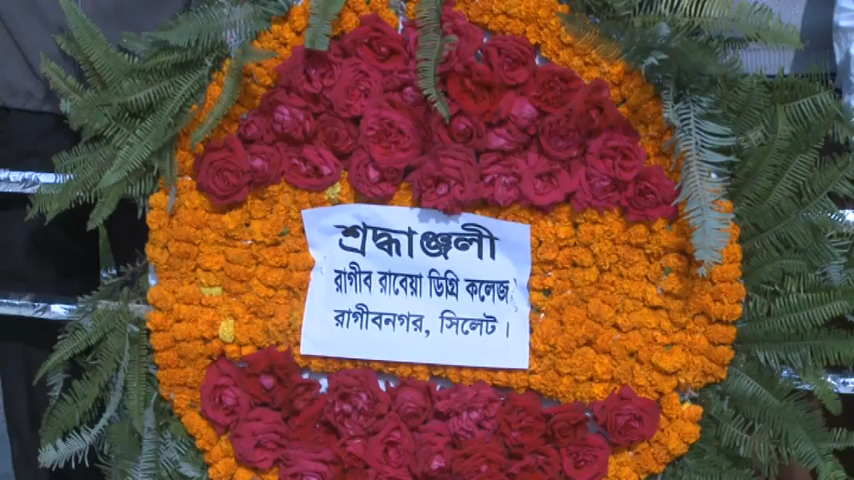 শ্রদ্ধাঞ্জলী
রাগীব রাবেয়া ডিগ্রি কলেজ
রাগীবনগর, সিলেট।